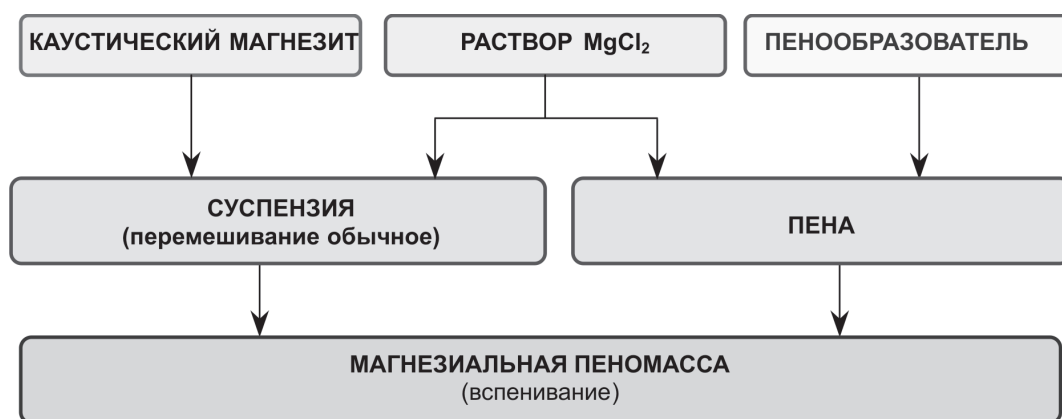 КАУСТИЧЕСКИЙ МАГНЕЗИТ
РАСТВОР MgCl₂
ПЕНООБРАЗОВАТЕЛЬ
СУСПЕНЗИЯ
(перемешивание обычное)
ПЕНА
МАГНЕЗИАЛЬНАЯ ПЕНОМАССА
(вспенивание)